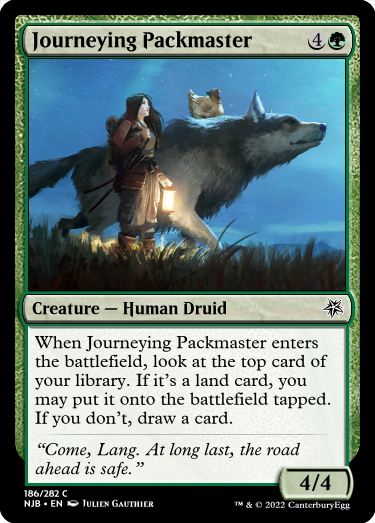 Journeying Packmaster 4
Creature — Human Druid
When Journeying Packmaster enters
the battlefield, look at the top card of
your library. If it's a land card, you
may put it onto the battlefield tapped.
If you don't, draw a card.
“Come, Lang. At long last, the road
ahead is safe.”
4/4
186/282 C
NJB • EN Julien Gauthier
™ & © 2022 CanterburyEgg